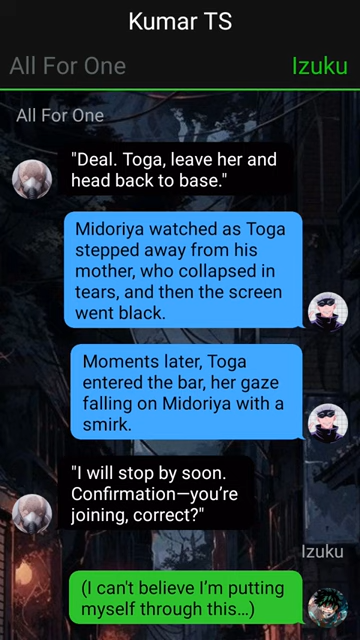 Kumar TS
All For One
Izuku
All For One
"Deal. Toga, leave her and
head back to base."
Midoriya watched as Toga
stepped away from his
mother, who collapsed in
tears, and then the screen
went black.
Moments later, Toga
entered the bar, her gaze
falling on Midoriya with a
smirk.
"I will stop by soon.
Confirmation—you’re
joining, correct?"
Izuku
(I can't believe I’m putting
myself through this…)